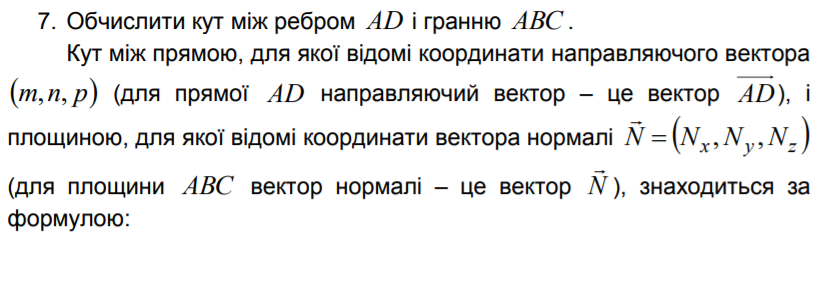 7. Обчислити кут між ребром AD і гранню ABC .
Кут між прямою, для якої відомі координати направляючого вектора
(m, n, p) (для прямої AD направляючий вектор – це вектор \overrightarrow{AD}), і
площиною, для якої відомі координати вектора нормалі \vec{N} = (N_x, N_y, N_z)
(для площини ABC вектор нормалі – це вектор \vec{N} ), знаходиться за
формулою: